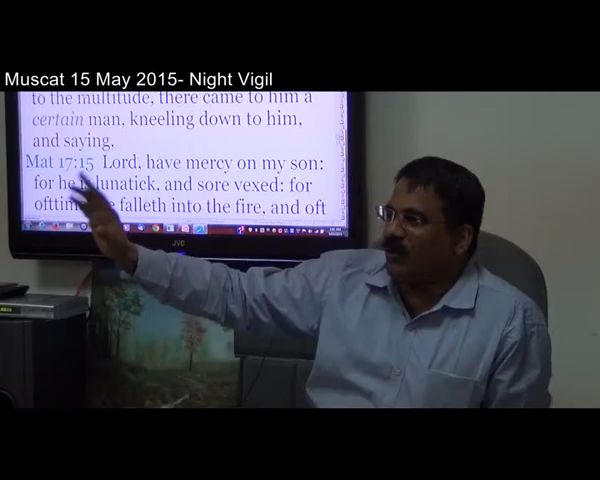 Muscat 15 May 2015- Night Vigil
to the multitude, there came to him a
certain man, kneeling down to him,
and saying,
Mat 17:15 Lord, have mercy on my son:
for he is lunatick, and sore vexed: for
falleth into the fire, and oft
JVC